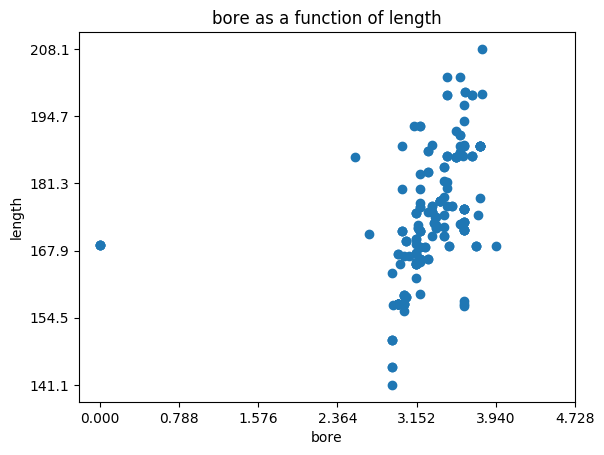 bore as a function of length
208.1
194.7
181.3
167.9
154.5
141.1
length
0.000 0.788 1.576 2.364 3.152 3.940 4.728
bore